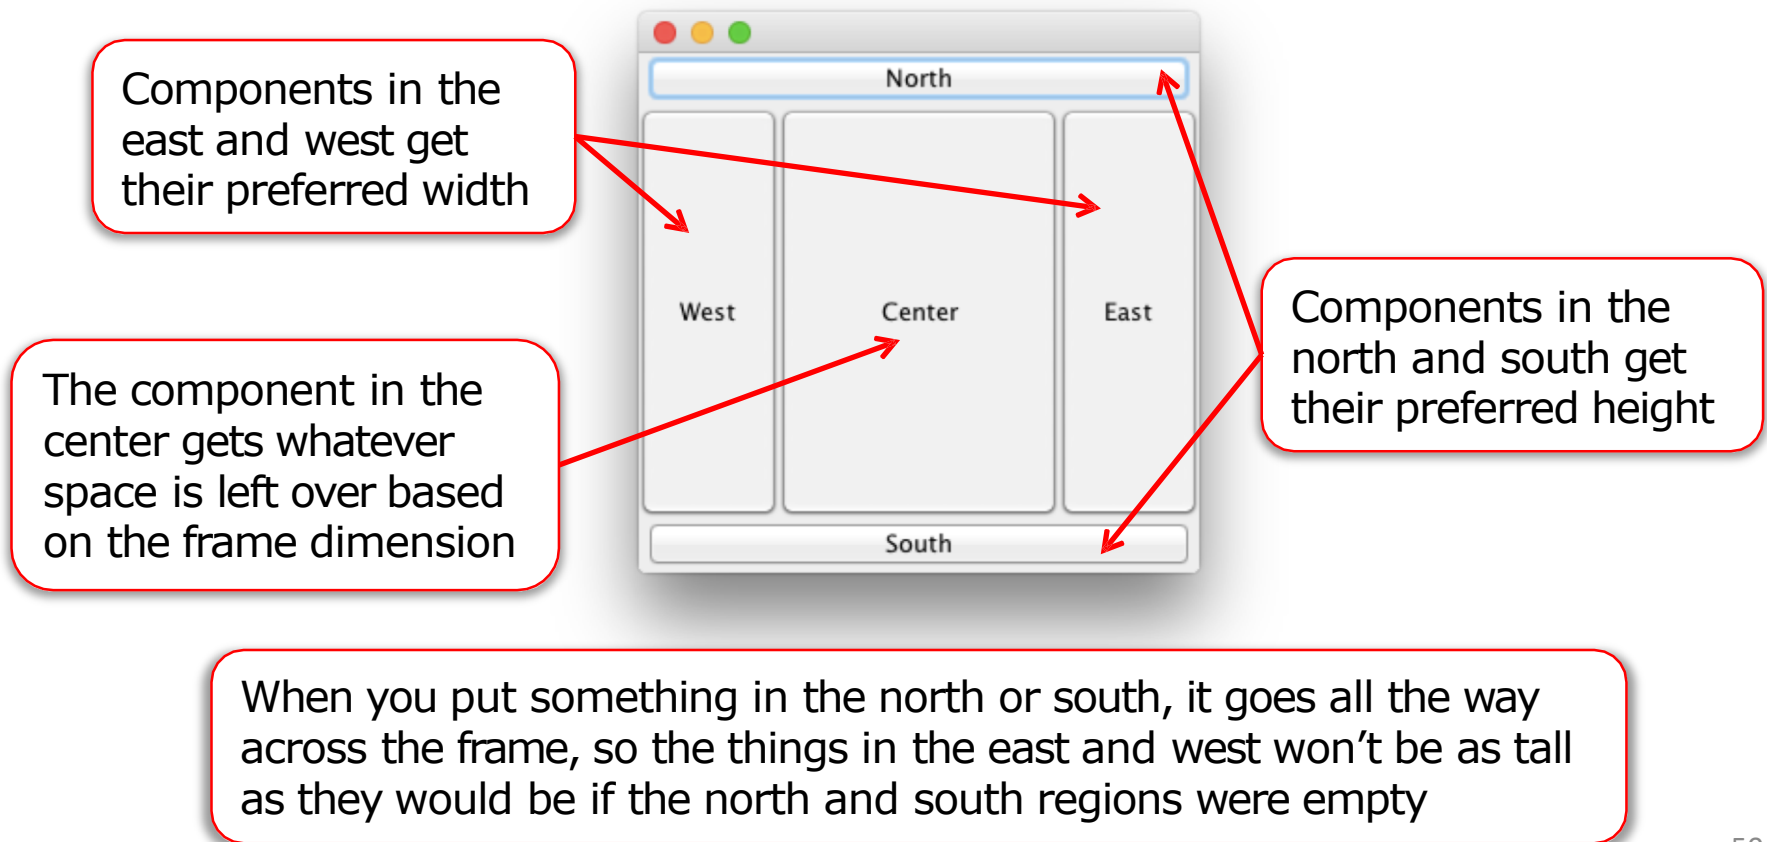 Components in the
east and west get
their preferred width
North
West
Center
East
South
The component in the
center gets whatever
space is left over based
on the frame dimension
Components in the
north and south get
their preferred height
When you put something in the north or south, it goes all the way
across the frame, so the things in the east and west won’t be as tall
as they would be if the north and south regions were empty